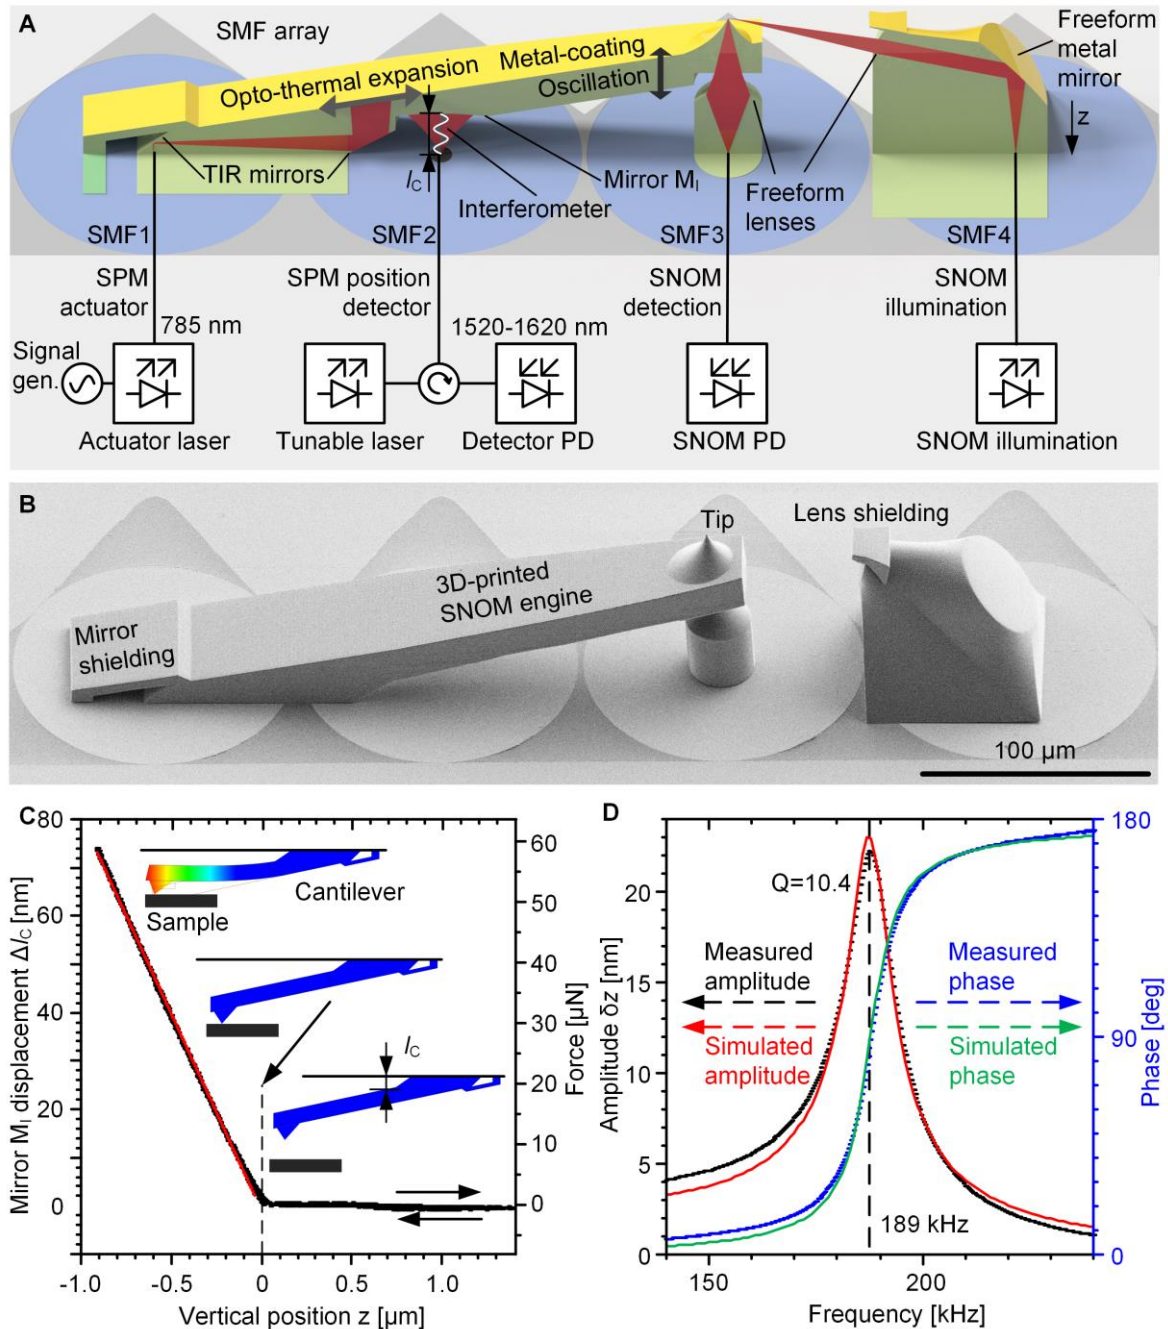 A
SMF array
Freeform
metal
mirror
Opto-thermal expansion
Metal-coating
Oscillation
z
TIR mirrors
lC
Mirror MI
Interferometer
Freeform
lenses
SMF1
SMF2
SMF3
SMF4
SPM
actuator
SPM position
detector
SNOM
detection
SNOM
illumination
785 nm
1520-1620 nm
Signal
gen.
Actuator laser
Tunable laser
Detector PD
SNOM PD
SNOM illumination
B
Tip
Lens shielding
3D-printed
SNOM engine
Mirror
shielding
100 µm
C
80
60
40
20
0
Mirror MI displacement ΔlC [nm]
60
50
40
30
20
10
0
Force [µN]
Cantilever
Sample
lC
-1.0
-0.5
0
0.5
1.0
Vertical position z [µm]
D
20
15
10
5
0
Amplitude δz [nm]
180
90
0
Phase [deg]
Q=10.4
Measured
amplitude
Simulated
amplitude
Measured
phase
Simulated
phase
189 kHz
150
200
Frequency [kHz]